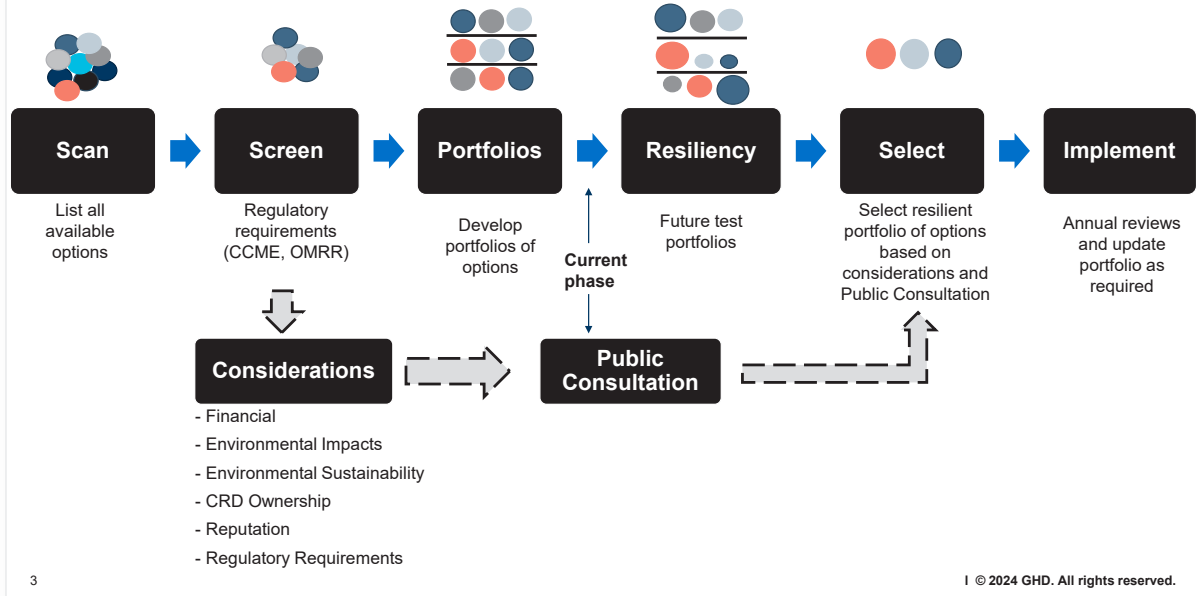 Scan
Screen
Portfolios
Resiliency
Select
Implement
List all
available
options
Regulatory
requirements
(CCME, OMRR)
Develop
portfolios of
options
Current
phase
Future test
portfolios
Select resilient
portfolio of options
based on
considerations and
Public Consultation
Annual reviews
and update
portfolio as
required
Considerations
Public
Consultation
- Financial
- Environmental Impacts
- Environmental Sustainability
- CRD Ownership
- Reputation
- Regulatory Requirements
3
I © 2024 GHD. All rights reserved.